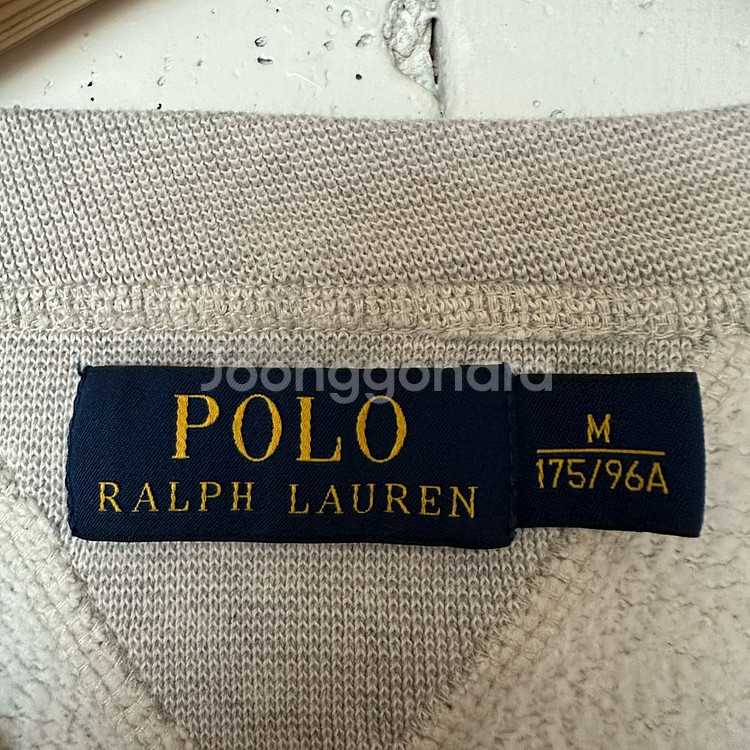 Joonggonara
POLO
RALPH LAUREN
M
175/96A